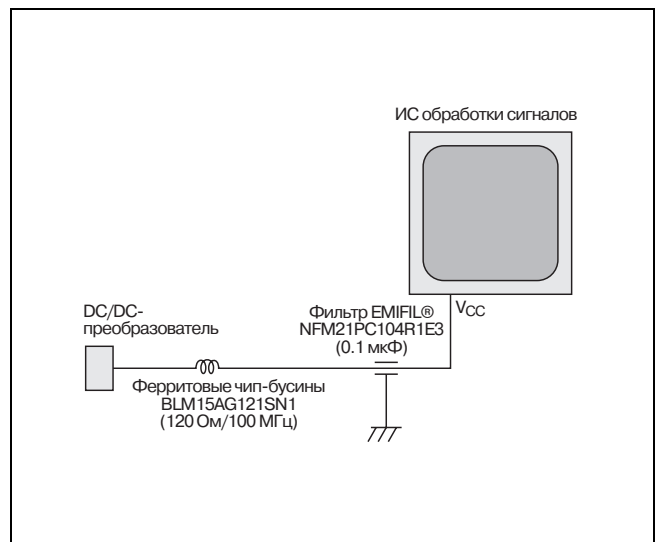 ИС обработки сигналов
DC/DC-
преобразователь
Фильтр EMIFIL®
NFM21PC104R1E3
(0.1 мкФ)
VCC
Ферритовые чип-бусины
BLM15AG121SN1
(120 Ом/100 МГц)